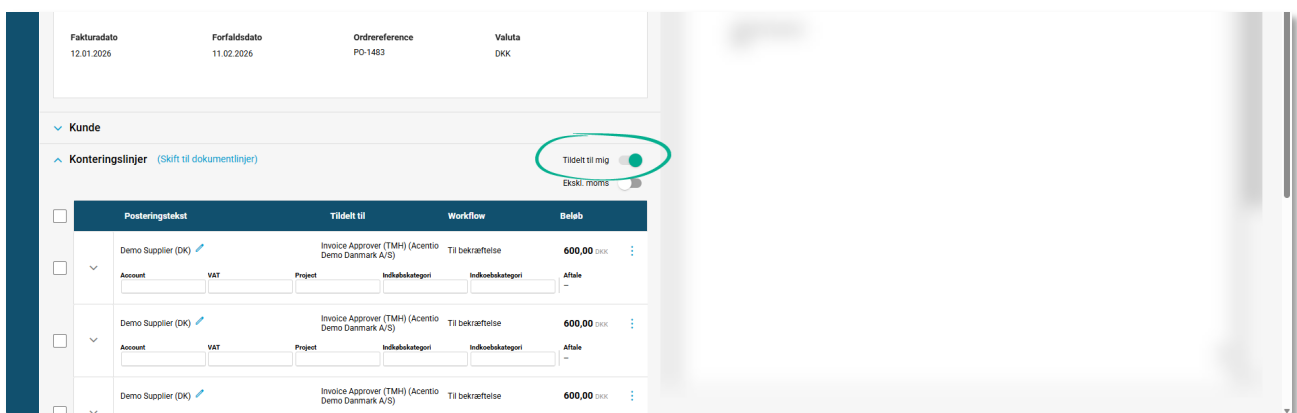 Fakturadato Forfaldsdato Ordrereference Valuta
12.01.2026 11.02.2026 PO-1483 DKK
Kunde
Konteringslinjer (Skift til dokumentlinjer) Tildelt til mig
Ekskl. moms
Posteringstekst Tildelt til Workflow Beløb
Demo Supplier (DK) Invoice Approver (TMH) (Acentio Demo Danmark A/S) Til bekræftelse 600,00 DKK
Account VAT Project Indkøbskategori Indkoebskategori Aftale
–
Demo Supplier (DK) Invoice Approver (TMH) (Acentio Demo Danmark A/S) Til bekræftelse 600,00 DKK
Account VAT Project Indkøbskategori Indkoebskategori Aftale
–
Demo Supplier (DK) Invoice Approver (TMH) (Acentio Demo Danmark A/S) Til bekræftelse 600,00 DKK